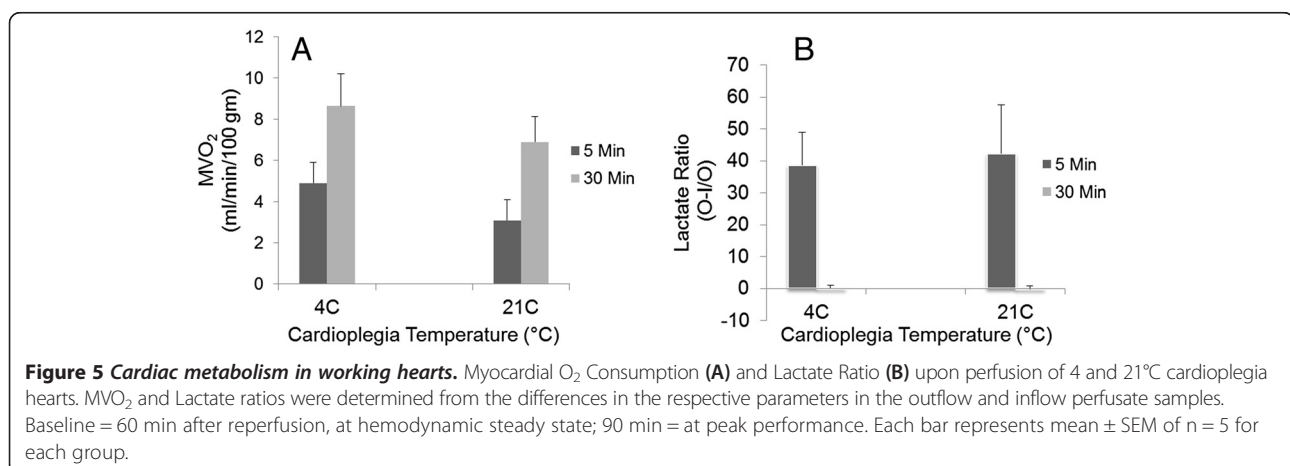 A
12
10
8
6
4
2
0
MVO₂
(ml/min/100 gm)
5 Min
30 Min
4C
21C
Cardioplegia Temperature (°C)
B
70
60
50
40
30
20
10
0
-10
Lactate Ratio
(O-I/O)
5 Min
30 Min
4C
21C
Cardioplegia Temperature (°C)
Figure 5 Cardiac metabolism in working hearts. Myocardial O₂ Consumption (A) and Lactate Ratio (B) upon perfusion of 4 and 21°C cardioplegia
hearts. MVO₂ and Lactate ratios were determined from the differences in the respective parameters in the outflow and inflow perfusate samples.
Baseline = 60 min after reperfusion, at hemodynamic steady state; 90 min = at peak performance. Each bar represents mean ± SEM of n = 5 for
each group.